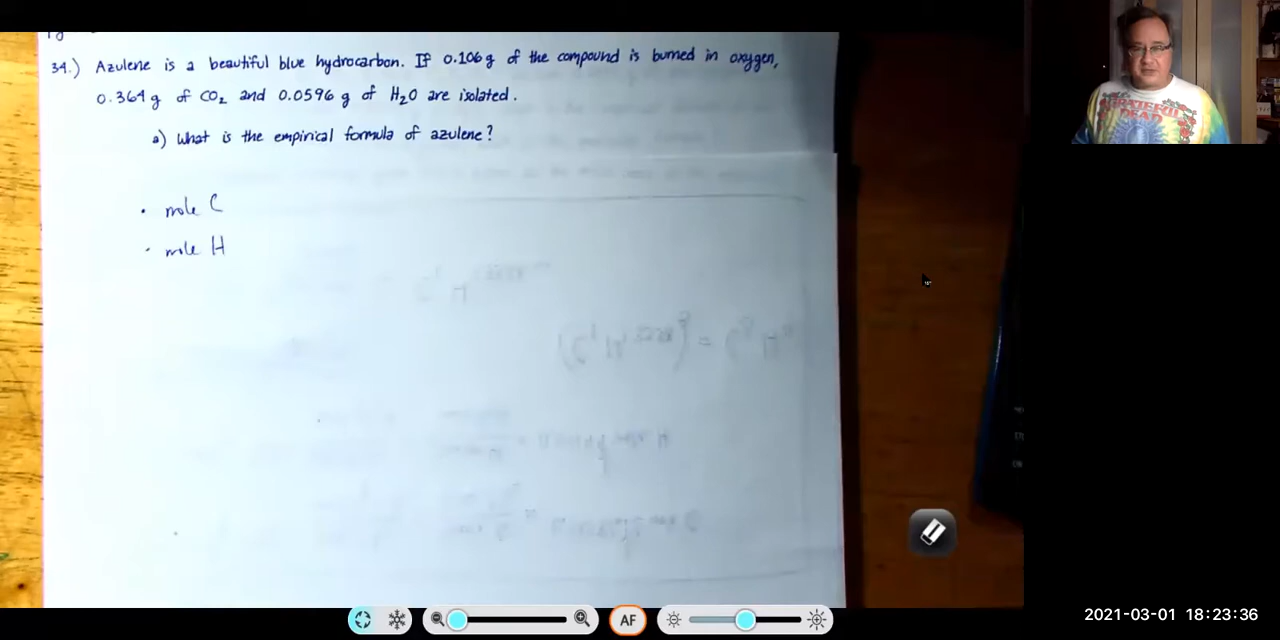 34.) Azulene is a beautiful blue hydrocarbon. If 0.106 g of the compound is burned in oxygen,
0.364 g of CO₂ and 0.0596 g of H₂O are isolated.
a) What is the empirical formula of azulene?
• mole C
• mole H
GRATEFUL
DEAD
AF
2021-03-01 18:23:36